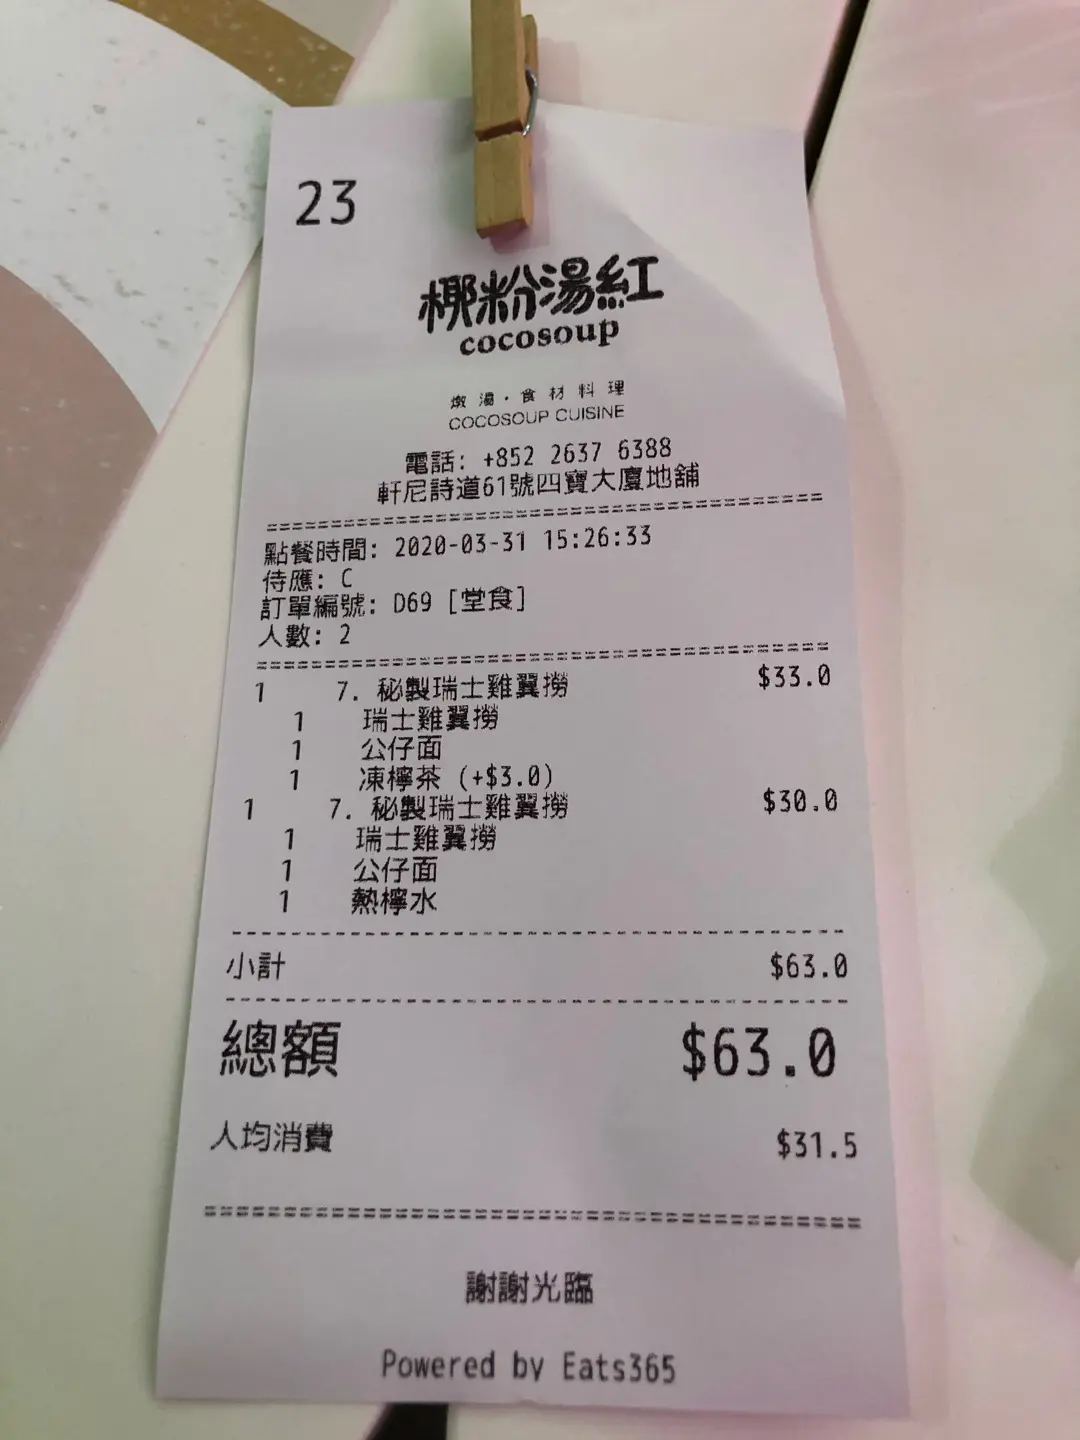 23
椰粉湯紅
cocosoup
燉湯·食材料理
COCOSOUP CUISINE
電話: +852 2637 6388
軒尼詩道61號四寶大廈地舖
點餐時間: 2020-03-31 15:26:33
侍應: C
訂單編號: D69 [堂食]
人數: 2
1 7. 秘製瑞士雞翼撈 $33.0
1 瑞士雞翼撈
1 公仔面
1 凍檸茶 (+$3.0)
1 7. 秘製瑞士雞翼撈 $30.0
1 瑞士雞翼撈
1 公仔面
1 熱檸水
小計 $63.0
總額 $63.0
人均消費 $31.5
謝謝光臨
Powered by Eats365